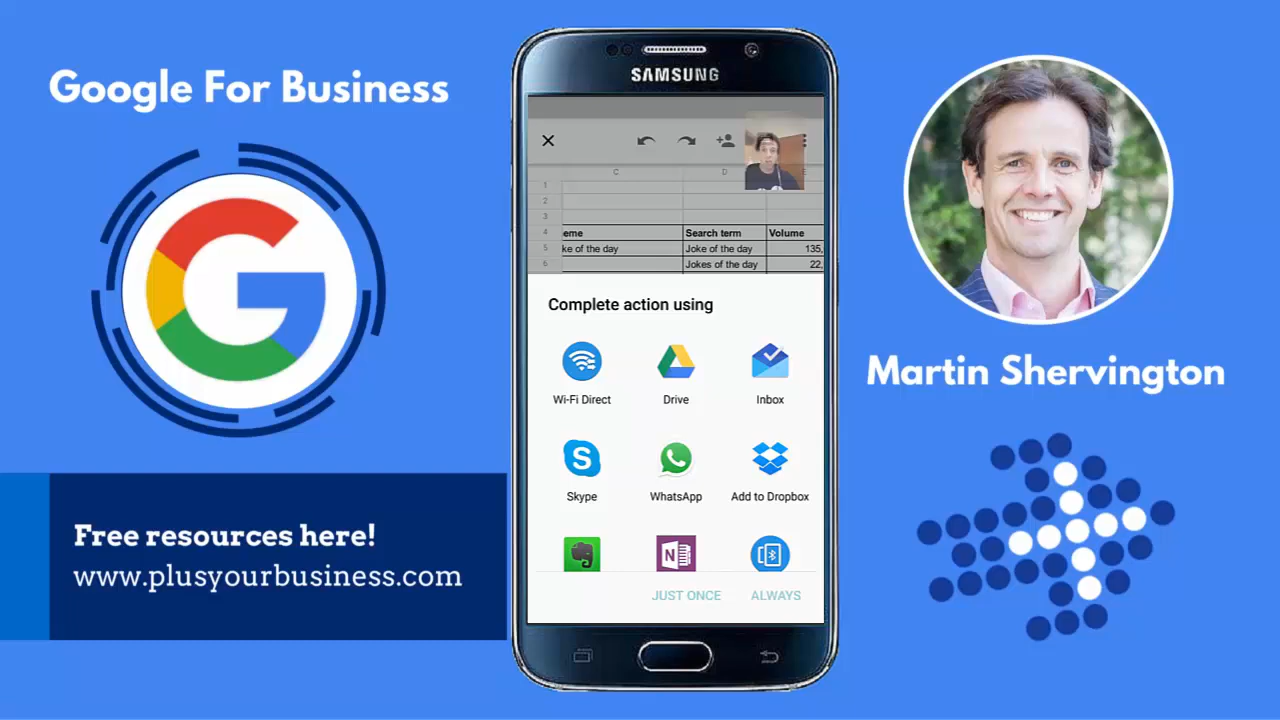 Google For Business
SAMSUNG
C D E
1
2
3
4 eme Search term Volume
5 ke of the day Joke of the day 135,
6 Jokes of the day 22,
Complete action using
Wi-Fi Direct Drive Inbox
Skype WhatsApp Add to Dropbox
N
JUST ONCE ALWAYS
Martin Shervington
Free resources here!
www.plusyourbusiness.com